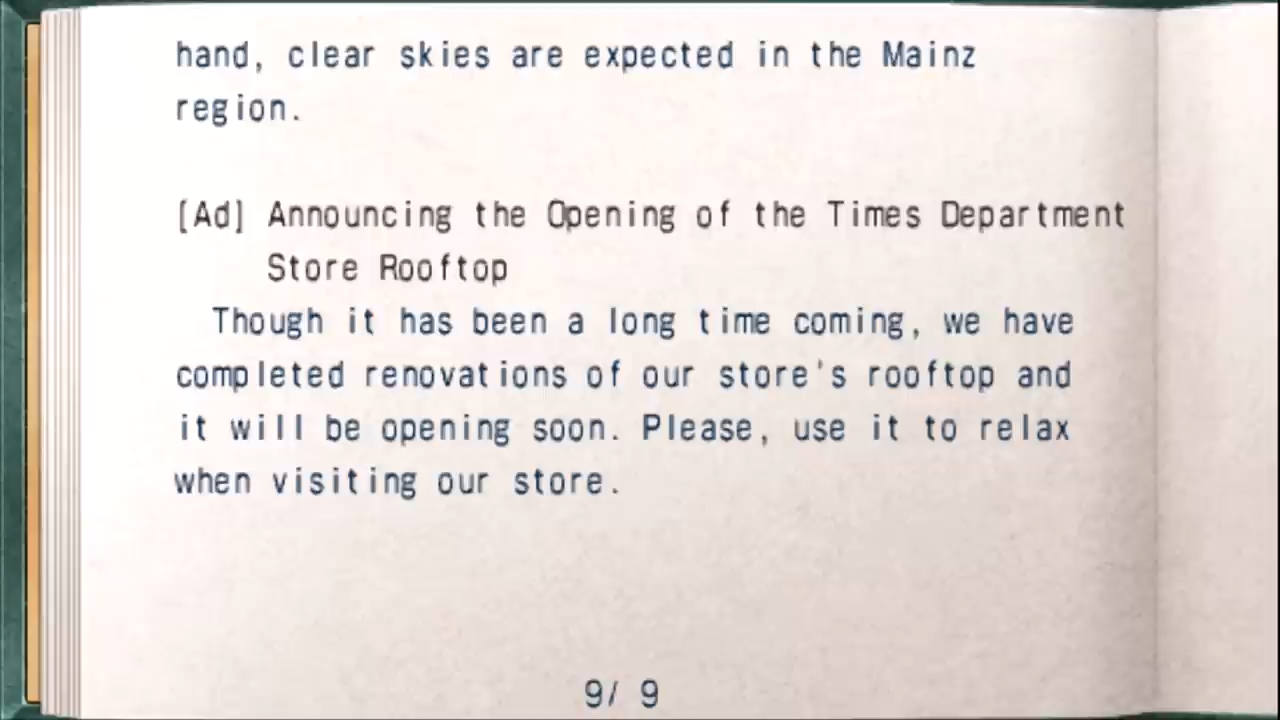 hand, clear skies are expected in the Mainz
region.
[Ad] Announcing the Opening of the Times Department
Store Rooftop
Though it has been a long time coming, we have
completed renovations of our store's rooftop and
it will be opening soon. Please, use it to relax
when visiting our store.
9/ 9